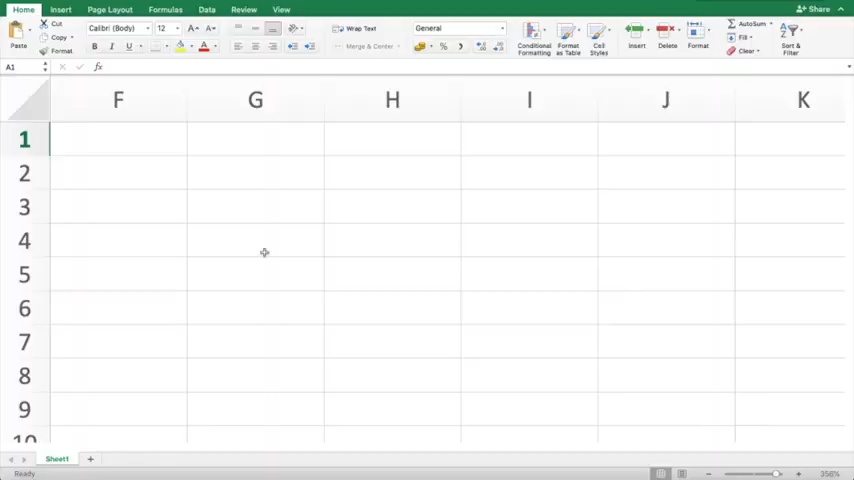 Home Insert Page Layout Formulas Data Review View Share
Cut
Copy
Format
Paste
Calibri (Body) 12 A A
B I U A
Wrap Text
Merge & Center
General
% )
Conditional
Formatting
Format
as Table
Cell
Styles
Insert Delete Format
AutoSum
Fill
Clear
Sort &
Filter
A1 fx
F G H I J K
1
2
3
4
5
6
7
8
9
10
Sheet1 +
Ready 356%